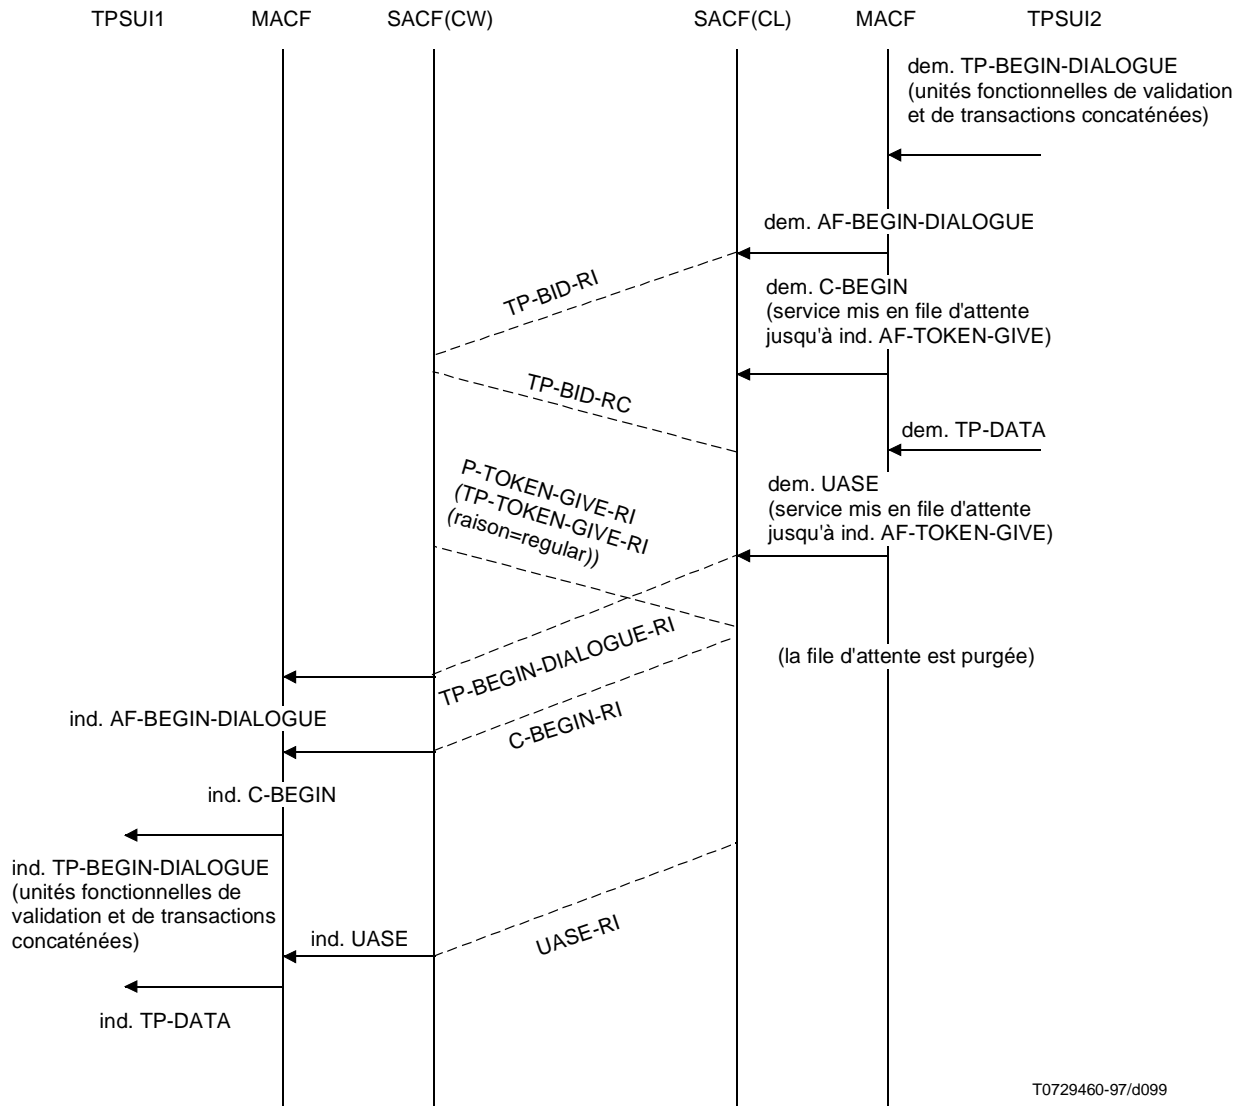 TPSUI1 MACF SACF(CW) SACF(CL) MACF TPSUI2
dem. TP-BEGIN-DIALOGUE
(unités fonctionnelles de validation
et de transactions concaténées)
dem. AF-BEGIN-DIALOGUE
TP-BID-RI
dem. C-BEGIN
(service mis en file d'attente
jusqu'à ind. AF-TOKEN-GIVE)
TP-BID-RC
dem. TP-DATA
P-TOKEN-GIVE-RI
(TP-TOKEN-GIVE-RI
(raison=regular))
dem. UASE
(service mis en file d'attente
jusqu'à ind. AF-TOKEN-GIVE)
TP-BEGIN-DIALOGUE-RI
(la file d'attente est purgée)
ind. AF-BEGIN-DIALOGUE
C-BEGIN-RI
ind. C-BEGIN
ind. TP-BEGIN-DIALOGUE
(unités fonctionnelles de
validation et de transactions
concaténées)
ind. UASE
UASE-RI
ind. TP-DATA
T0729460-97/d099